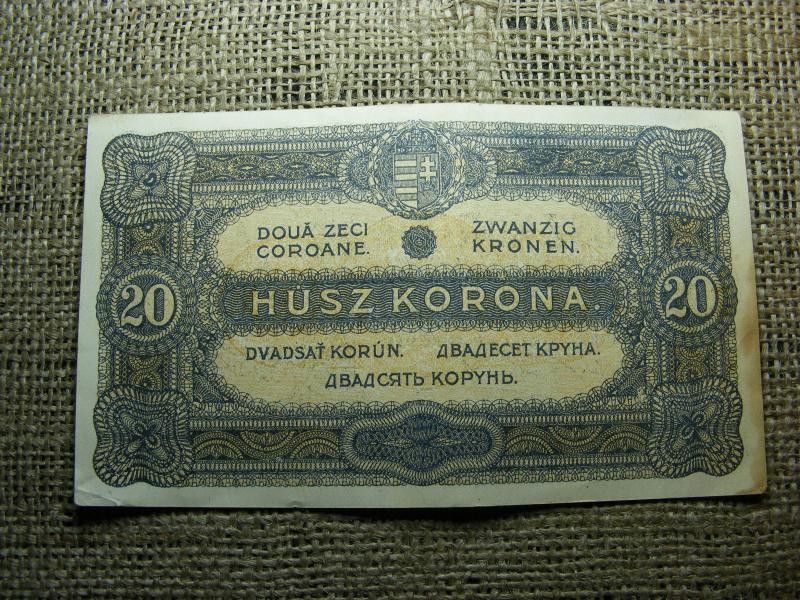 DOUĂ ZECI
COROANE.
ZWANZIG
KRONEN.
20
HÚSZ KORONA.
20
DVADSAŤ KORÚN.
ДВАДЕСЕТ КРУНА.
ДВАДСЯТЬ КОРУНЬ.